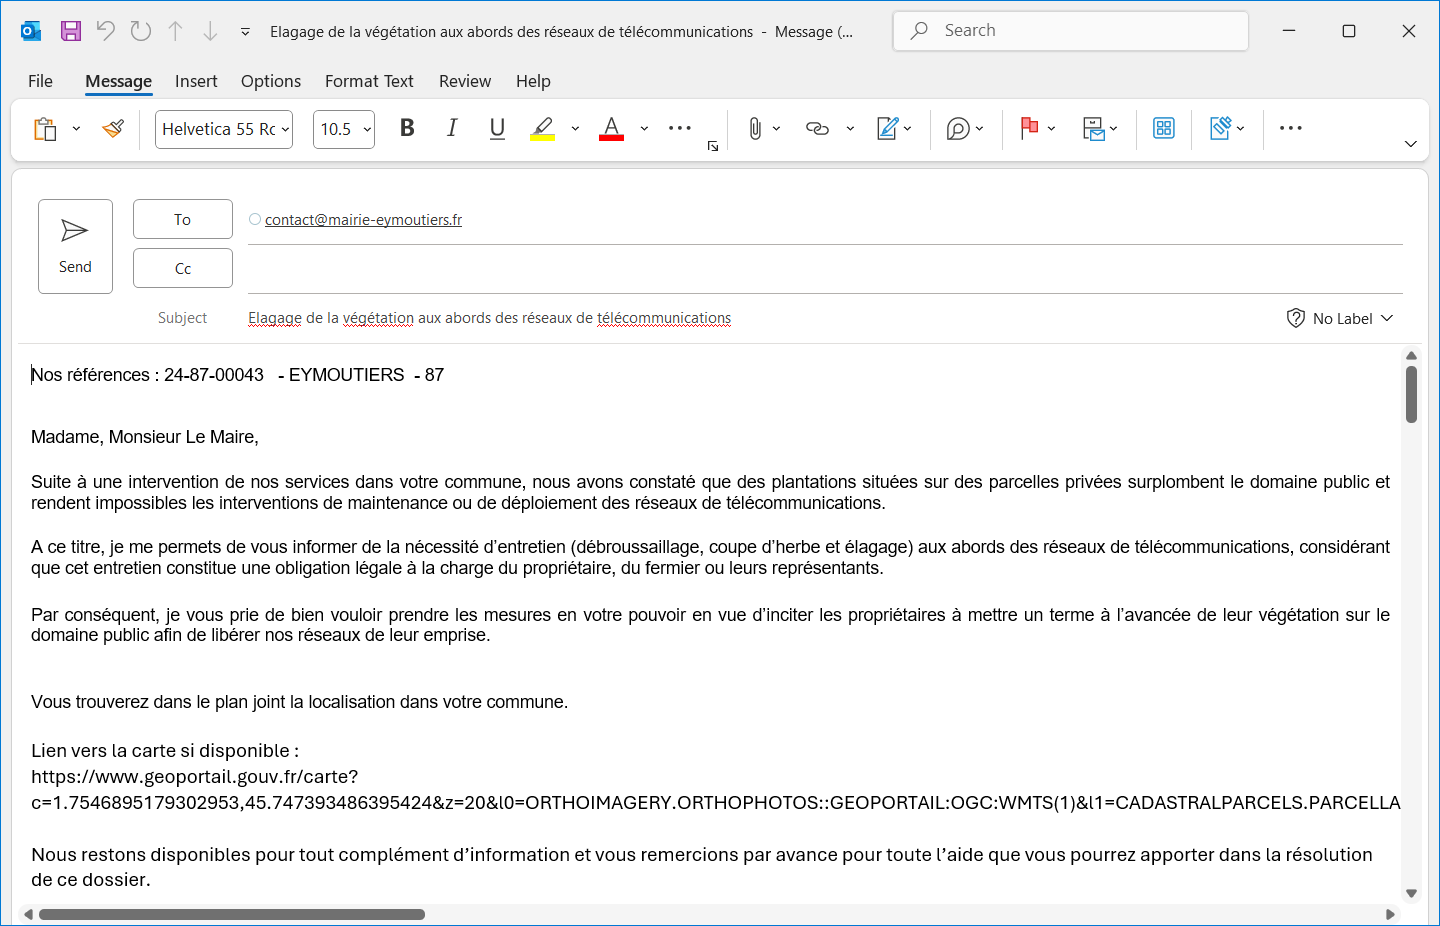 Elagage de la végétation aux abords des réseaux de télécommunications - Message (...
Search
File Message Insert Options Format Text Review Help
Helvetica 55 Rc 10.5 B I U A
Send
To contact@mairie-eymoutiers.fr
Cc
Subject Elagage de la végétation aux abords des réseaux de télécommunications No Label
Nos références : 24-87-00043 - EYMOUTIERS - 87
Madame, Monsieur Le Maire,
Suite à une intervention de nos services dans votre commune, nous avons constaté que des plantations situées sur des parcelles privées surplombent le domaine public et
rendent impossibles les interventions de maintenance ou de déploiement des réseaux de télécommunications.
A ce titre, je me permets de vous informer de la nécessité d’entretien (débroussaillage, coupe d’herbe et élagage) aux abords des réseaux de télécommunications, considérant
que cet entretien constitue une obligation légale à la charge du propriétaire, du fermier ou leurs représentants.
Par conséquent, je vous prie de bien vouloir prendre les mesures en votre pouvoir en vue d’inciter les propriétaires à mettre un terme à l’avancée de leur végétation sur le
domaine public afin de libérer nos réseaux de leur emprise.
Vous trouverez dans le plan joint la localisation dans votre commune.
Lien vers la carte si disponible :
https://www.geoportail.gouv.fr/carte?
c=1.7546895179302953,45.747393486395424&z=20&l0=ORTHOIMAGERY.ORTHOPHOTOS::GEOPORTAIL:OGC:WMTS(1)&l1=CADASTRALPARCELS.PARCELLA
Nous restons disponibles pour tout complément d’information et vous remercions par avance pour toute l’aide que vous pourrez apporter dans la résolution
de ce dossier.